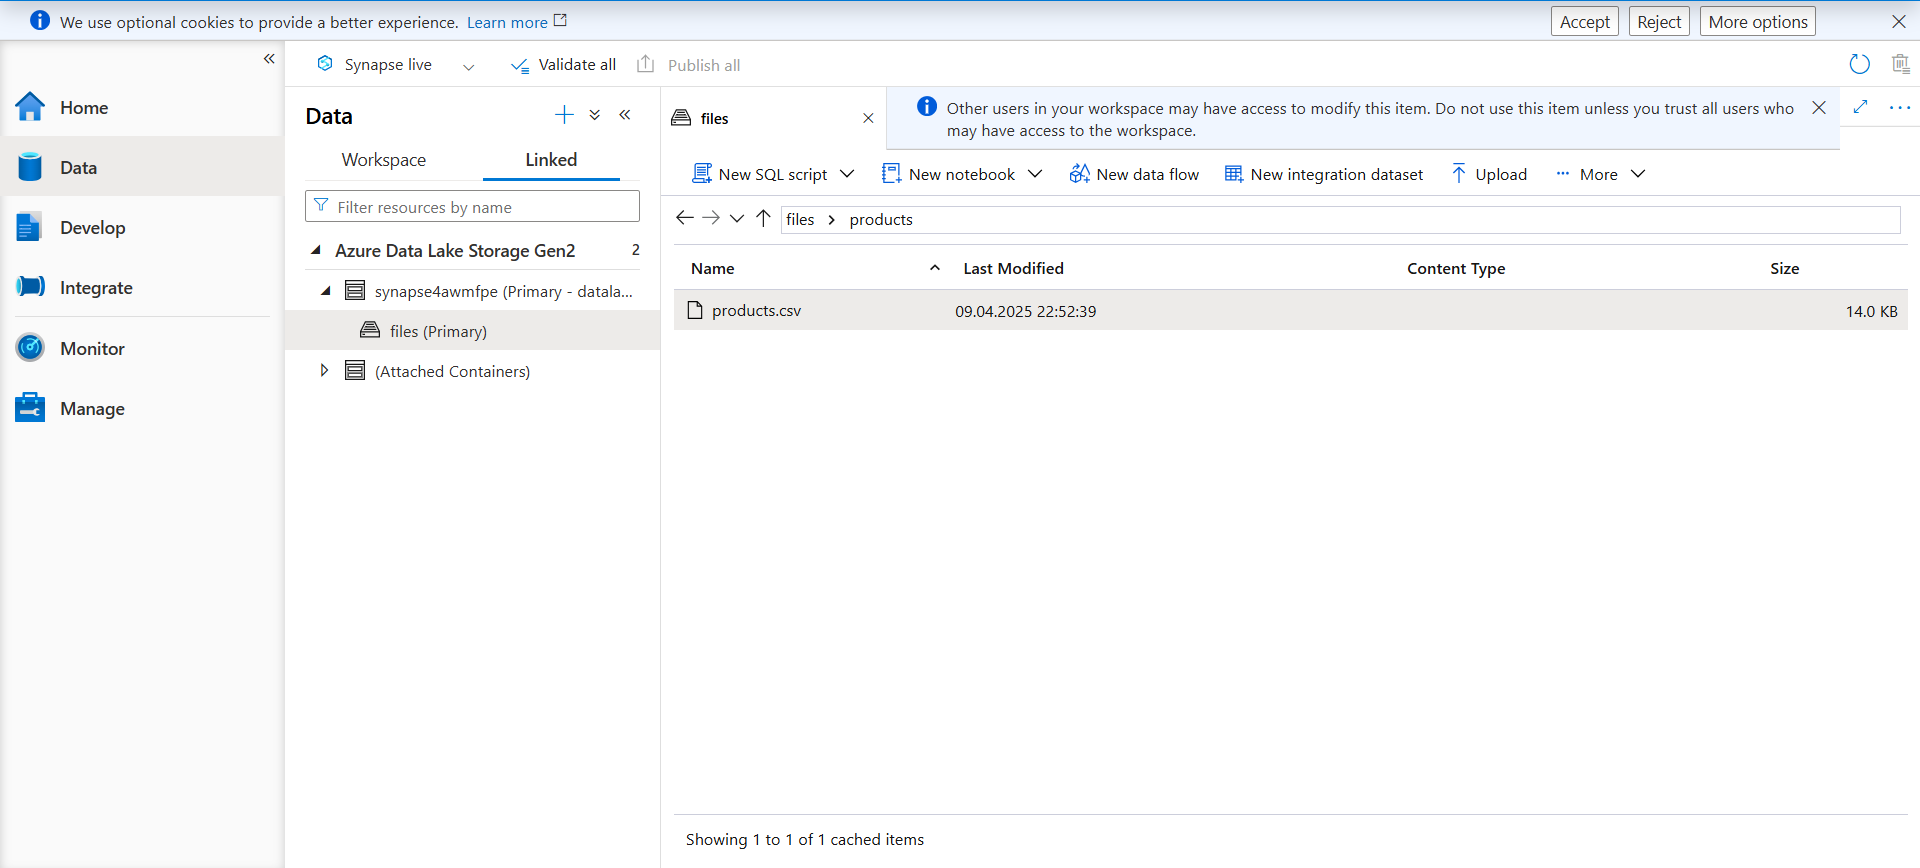 We use optional cookies to provide a better experience. Learn more
Accept
Reject
More options
Synapse live
Validate all
Publish all
Home
Data
Develop
Integrate
Monitor
Manage
Data
Workspace
Linked
Filter resources by name
Azure Data Lake Storage Gen2 2
synapse4awmfpe (Primary - datala...
files (Primary)
(Attached Containers)
files
Other users in your workspace may have access to modify this item. Do not use this item unless you trust all users who
may have access to the workspace.
New SQL script
New notebook
New data flow
New integration dataset
Upload
More
files > products
Name Last Modified Content Type Size
products.csv 09.04.2025 22:52:39 14.0 KB
Showing 1 to 1 of 1 cached items